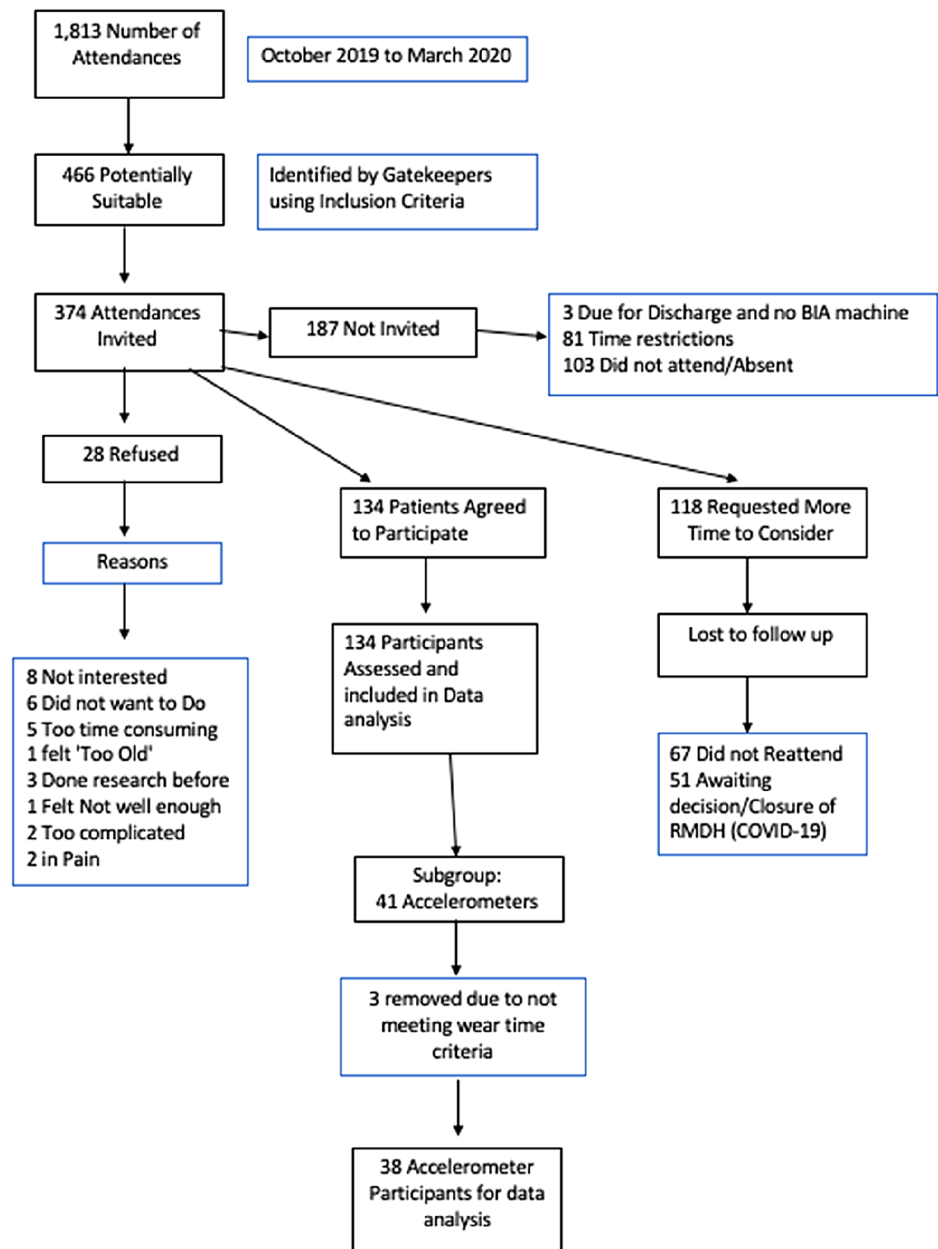 1,813 Number of
Attendances
October 2019 to March 2020
466 Potentially
Suitable
Identified by Gatekeepers
using Inclusion Criteria
374 Attendances
Invited
187 Not Invited
3 Due for Discharge and no BIA machine
81 Time restrictions
103 Did not attend/Absent
28 Refused
134 Patients Agreed
to Participate
118 Requested More
Time to Consider
Reasons
134 Participants
Assessed and
included in Data
analysis
Lost to follow up
8 Not interested
6 Did not want to Do
5 Too time consuming
1 felt 'Too Old'
3 Done research before
1 Felt Not well enough
2 Too complicated
2 in Pain
67 Did not Reattend
51 Awaiting
decision/Closure of
RMDH (COVID-19)
Subgroup:
41 Accelerometers
3 removed due to not
meeting wear time
criteria
38 Accelerometer
Participants for data
analysis